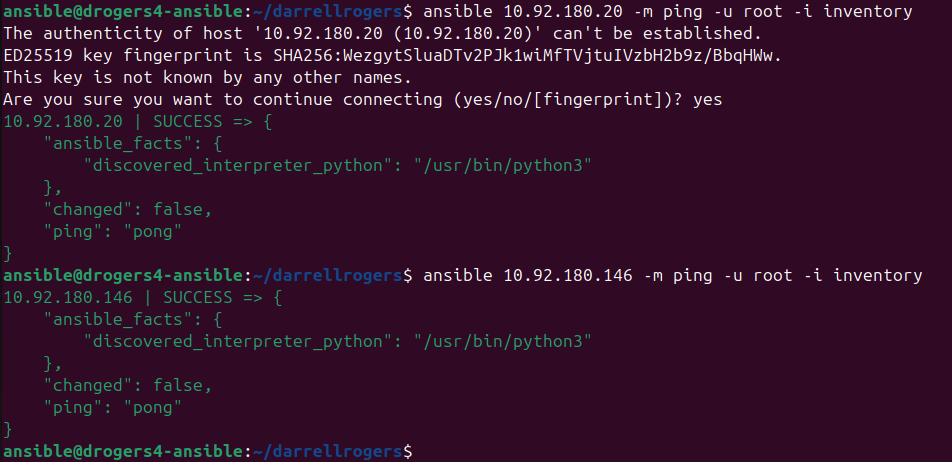 ansible@drogers4-ansible:~/darrellrogers$ ansible 10.92.180.20 -m ping -u root -i inventory
The authenticity of host '10.92.180.20 (10.92.180.20)' can't be established.
ED25519 key fingerprint is SHA256:WezgytSluaDTv2PJk1wiMfTVjtuIVzbH2b9z/BbqHWw.
This key is not known by any other names.
Are you sure you want to continue connecting (yes/no/[fingerprint])? yes
10.92.180.20 | SUCCESS => {
    "ansible_facts": {
        "discovered_interpreter_python": "/usr/bin/python3"
    },
    "changed": false,
    "ping": "pong"
}
ansible@drogers4-ansible:~/darrellrogers$ ansible 10.92.180.146 -m ping -u root -i inventory
10.92.180.146 | SUCCESS => {
    "ansible_facts": {
        "discovered_interpreter_python": "/usr/bin/python3"
    },
    "changed": false,
    "ping": "pong"
}
ansible@drogers4-ansible:~/darrellrogers$